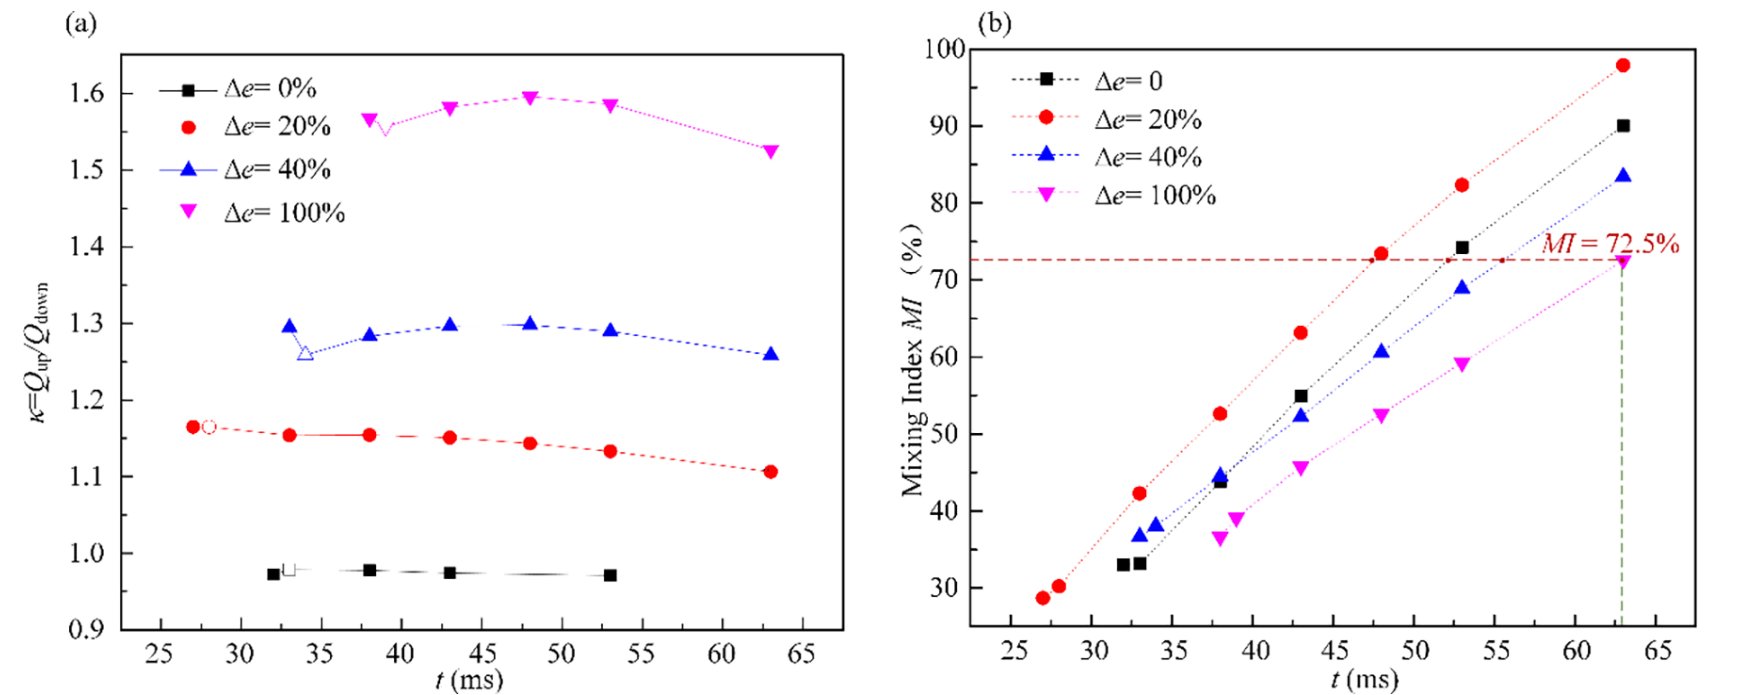 (a)
1.6
1.5
1.4
1.3
1.2
1.1
1.0
0.9
κ=Qup/Qdown
Δe= 0%
Δe= 20%
Δe= 40%
Δe= 100%
25 30 35 40 45 50 55 60 65
t (ms)
(b)
100
90
80
70
60
50
40
30
Mixing Index MI (%)
Δe= 0
Δe= 20%
Λe= 40%
Δe= 100%
MI = 72.5%
25 30 35 40 45 50 55 60 65
t (ms)